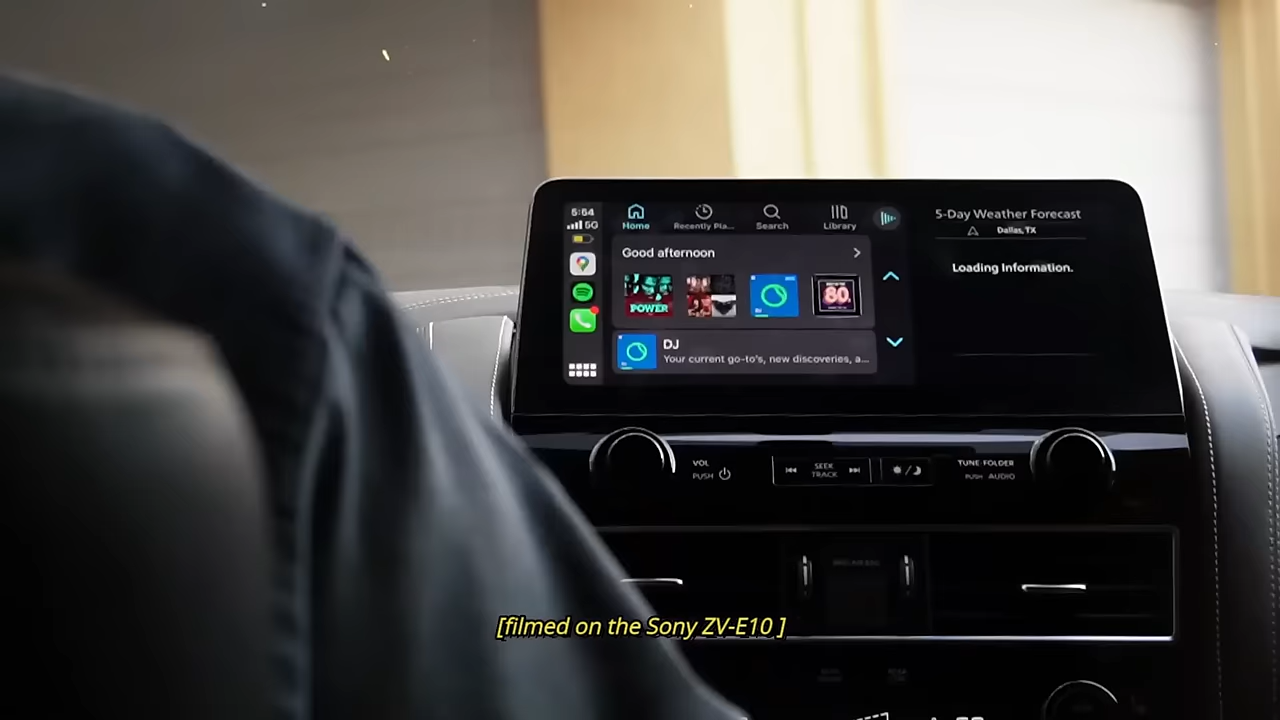 5:54
5G
Home
Recently Pla...
Search
Library
5-Day Weather Forecast
Dallas, TX
Loading Information.
Good afternoon
POWER
80s
DJ
Your current go-to's, new discoveries, a...
VOL
PUSH
SEEK
TRACK
TUNE·FOLDER
PUSH AUDIO
[filmed on the Sony ZV-E10 ]